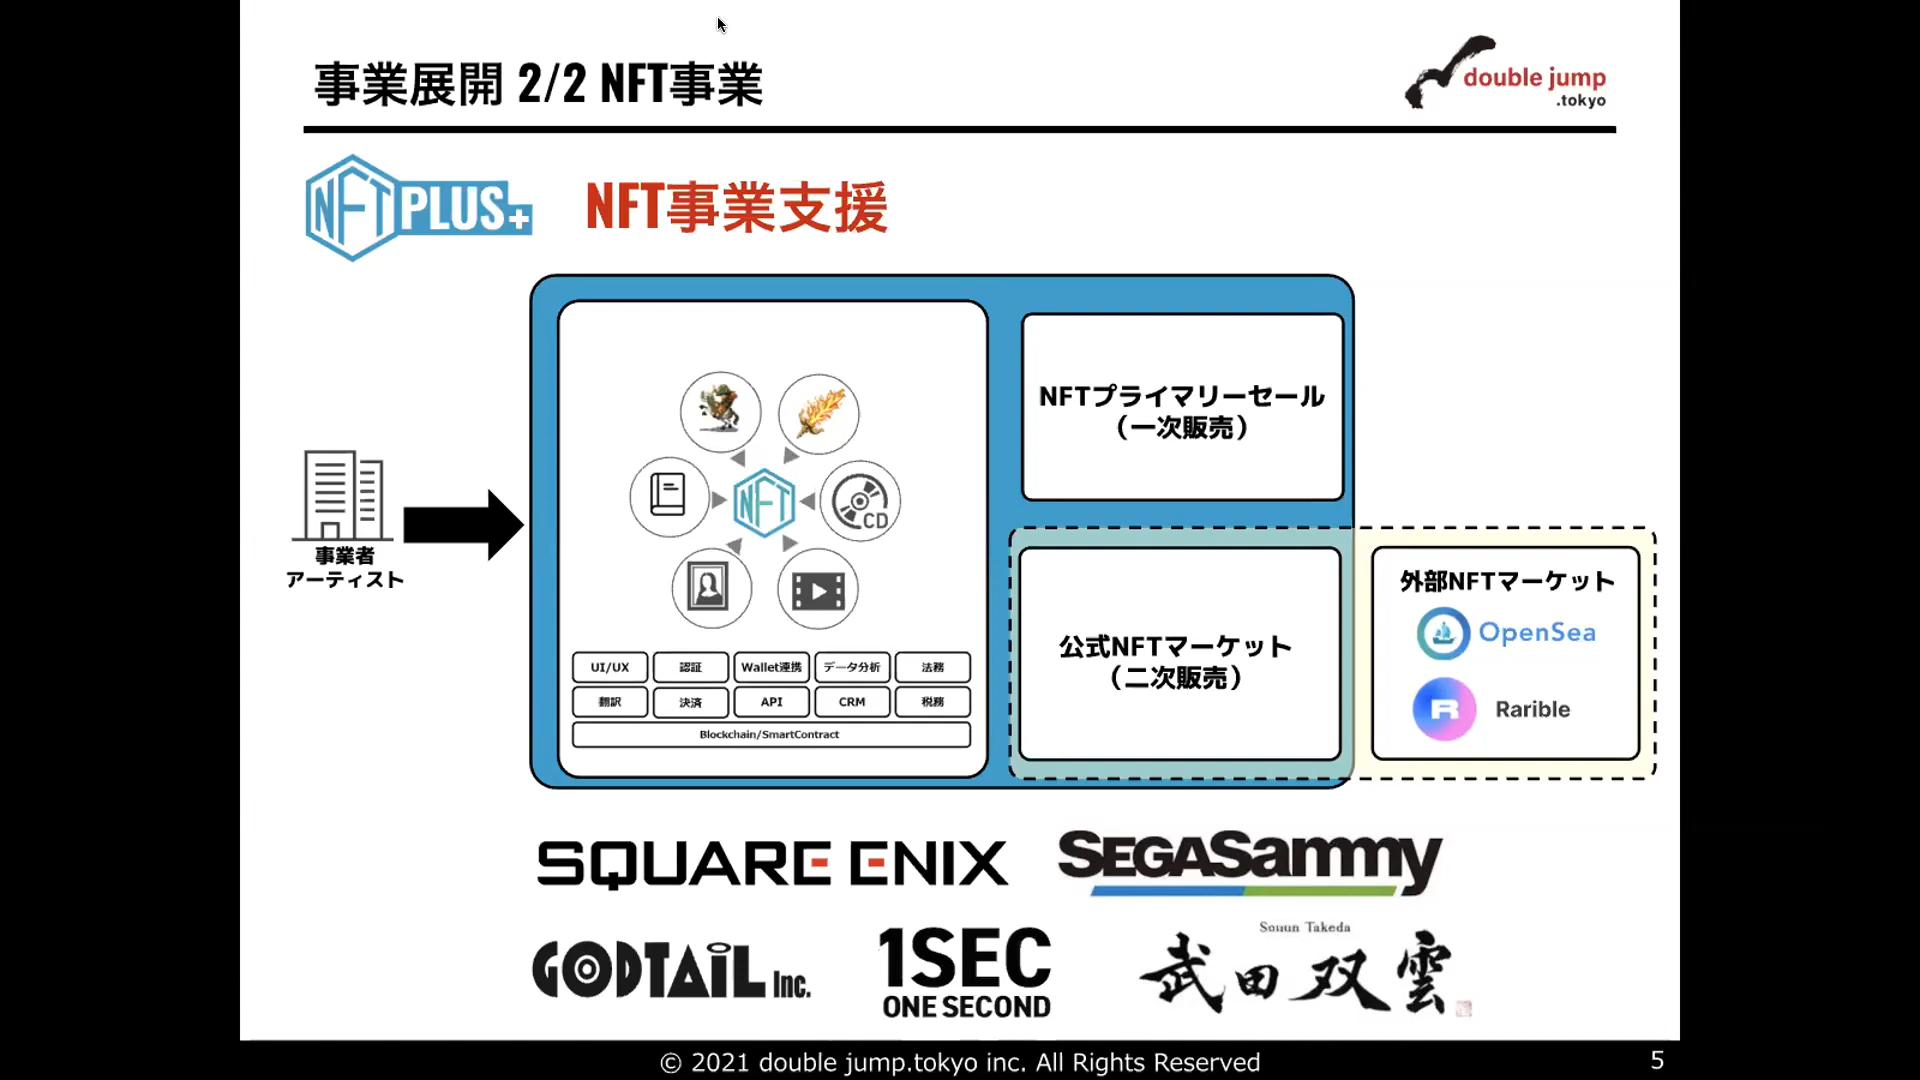 事業展開 2/2 NFT事業
double jump
.tokyo
NFT PLUS+
NFT事業支援
事業者
アーティスト
NFT
CD
UI/UX
認証
Wallet連携
データ分析
法務
翻訳
決済
API
CRM
税務
Blockchain/SmartContract
NFTプライマリーセール
（一次販売）
公式NFTマーケット
（二次販売）
外部NFTマーケット
OpenSea
R
Rarible
SQUARE ENIX
SEGASammy
GODTAIL Inc.
1SEC
ONE SECOND
Souun Takeda
武田双雲
© 2021 double jump.tokyo inc. All Rights Reserved
5